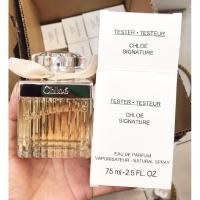 TESTER - TESTEUR
CHLOÉ
SIGNATURE
Chloé
TESTER - TESTEUR
CHLOÉ
SIGNATURE
EAU DE PARFUM
VAPORISATEUR - NATURAL SPRAY
75 ml - 2.5 FL. OZ.